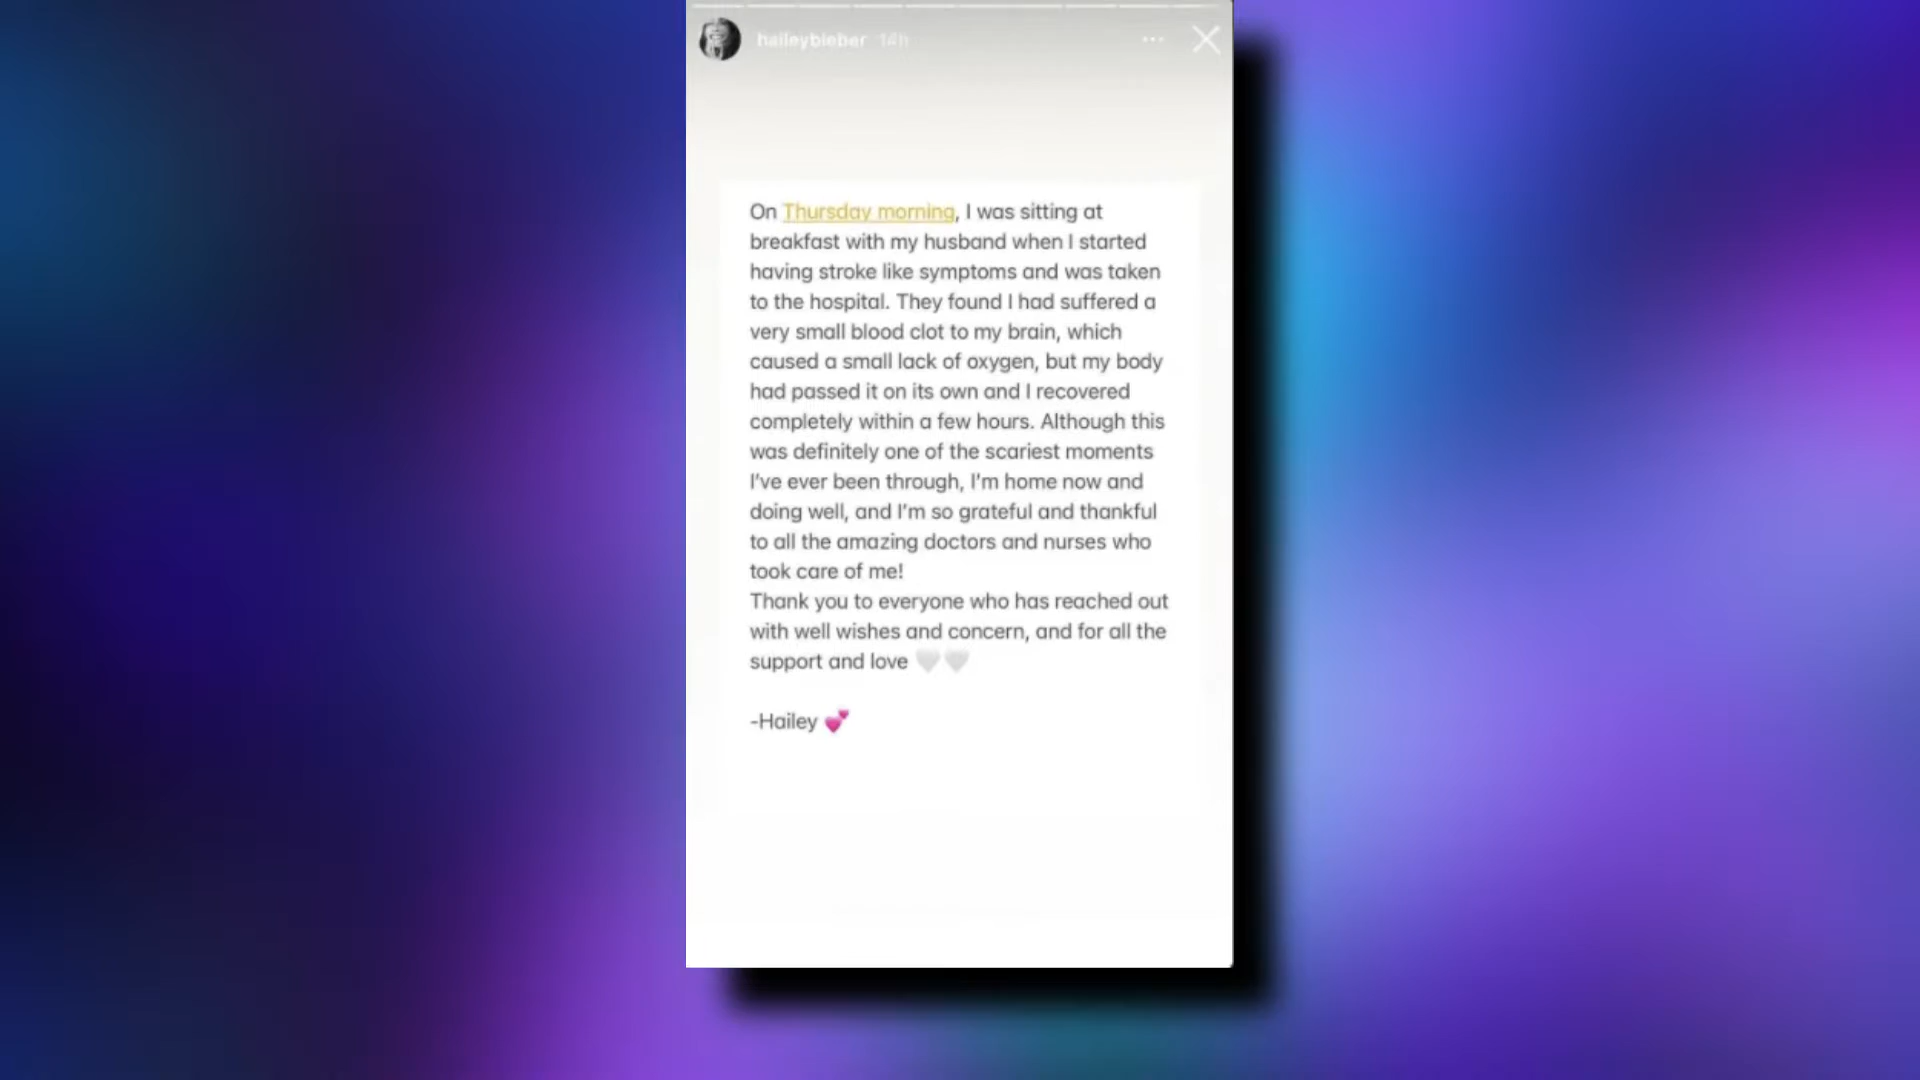 haileybieber 14h
On Thursday morning, I was sitting at
breakfast with my husband when I started
having stroke like symptoms and was taken
to the hospital. They found I had suffered a
very small blood clot to my brain, which
caused a small lack of oxygen, but my body
had passed it on its own and I recovered
completely within a few hours. Although this
was definitely one of the scariest moments
I’ve ever been through, I’m home now and
doing well, and I’m so grateful and thankful
to all the amazing doctors and nurses who
took care of me!
Thank you to everyone who has reached out
with well wishes and concern, and for all the
support and love 🤍🤍
-Hailey 💕